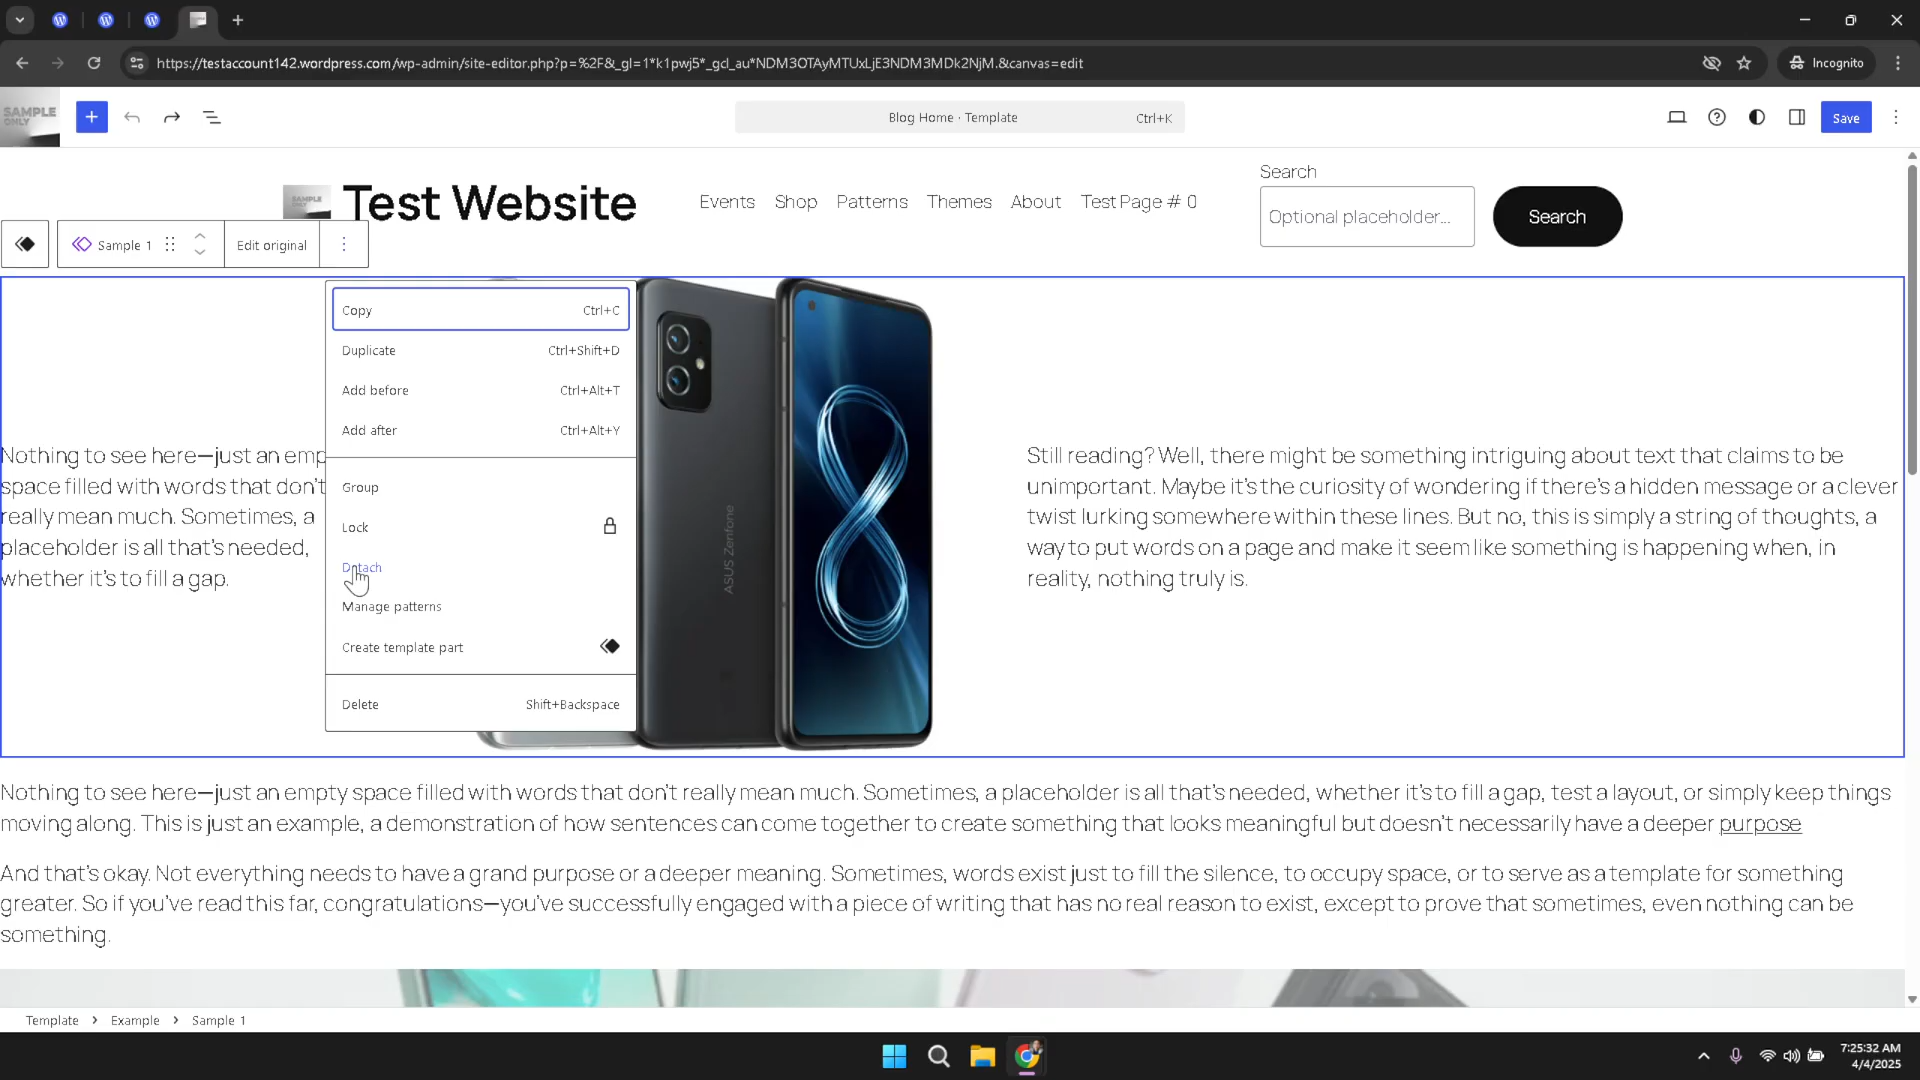 https://testaccount142.wordpress.com/wp-admin/site-editor.php?p=%2F&_gl=1*k1pwj5*_gcl_au*NDM3OTAyMTUxLjE3NDM3MDk2NjM.&canvas=edit
Incognito
SAMPLE
ONLY
Blog Home · Template
Ctrl+K
Save
SAMPLE
Test Website
Events
Shop
Patterns
Themes
About
Test Page # 0
Search
Optional placeholder...
Search
Sample 1
Edit original
Copy
Ctrl+C
Duplicate
Ctrl+Shift+D
Add before
Ctrl+Alt+T
Add after
Ctrl+Alt+Y
Group
Lock
Detach
Manage patterns
Create template part
Delete
Shift+Backspace
Nothing to see here—just an emp
space filled with words that don't
really mean much. Sometimes, a
placeholder is all that's needed,
whether it's to fill a gap.
ASUS Zenfone
Still reading? Well, there might be something intriguing about text that claims to be
unimportant. Maybe it's the curiosity of wondering if there's a hidden message or a clever
twist lurking somewhere within these lines. But no, this is simply a string of thoughts, a
way to put words on a page and make it seem like something is happening when, in
reality, nothing truly is.
Nothing to see here—just an empty space filled with words that don't really mean much. Sometimes, a placeholder is all that's needed, whether it's to fill a gap, test a layout, or simply keep things
moving along. This is just an example, a demonstration of how sentences can come together to create something that looks meaningful but doesn't necessarily have a deeper purpose
And that's okay. Not everything needs to have a grand purpose or a deeper meaning. Sometimes, words exist just to fill the silence, to occupy space, or to serve as a template for something
greater. So if you've read this far, congratulations—you've successfully engaged with a piece of writing that has no real reason to exist, except to prove that sometimes, even nothing can be
something.
Template
Example
Sample 1
7:25:32 AM
4/4/2025